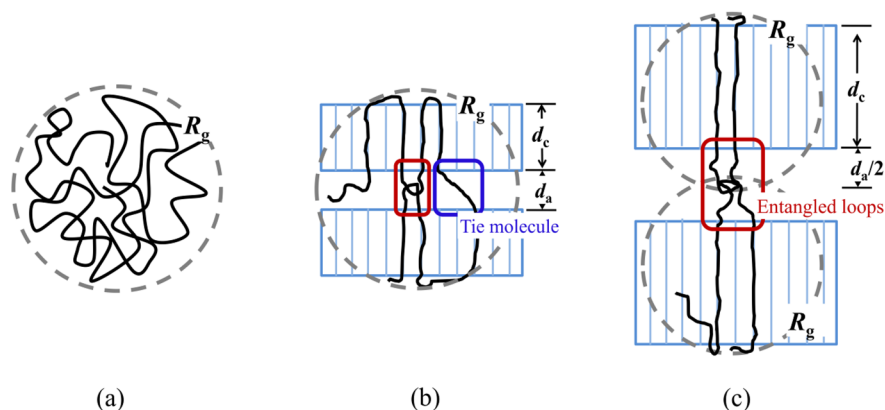 Rg
Rg
dc
da
Tie molecule
Rg
dc
da/2
Entangled loops
Rg
(a)
(b)
(c)